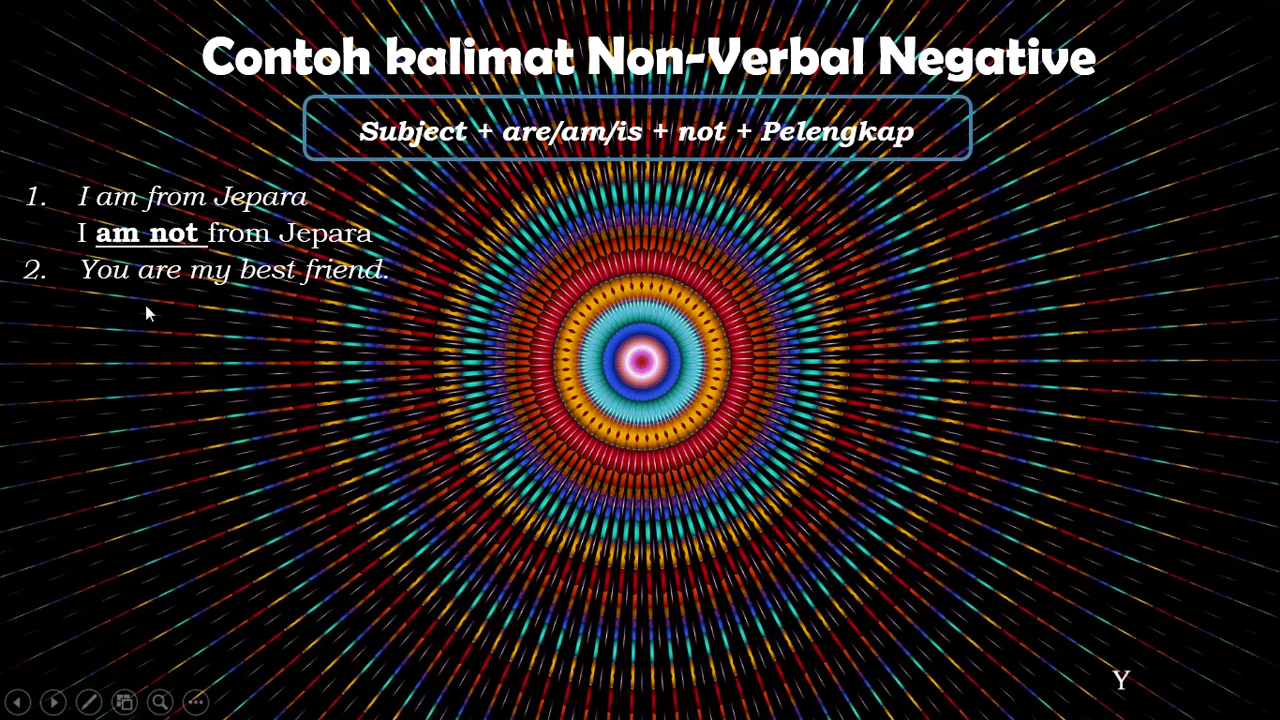 Contoh kalimat Non-Verbal Negative
Subject + are/am/is + not + Pelengkap
1. I am from Jepara
I am not from Jepara
2. You are my best friend.
Y